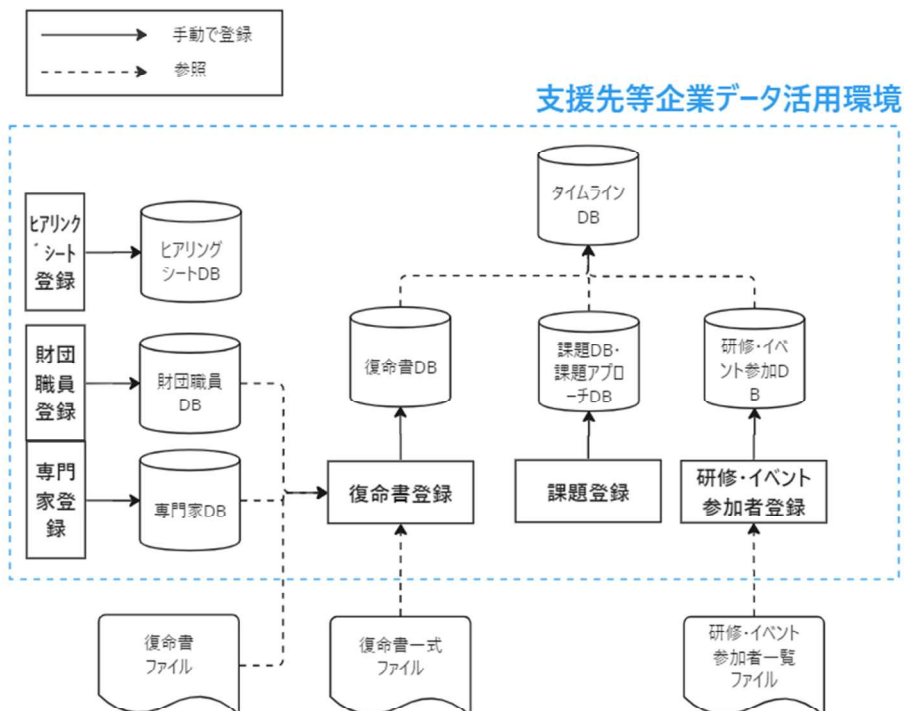 手動で登録
参照
支援先等企業データ活用環境
タイムライン
DB
ヒアリング
゛シート
登録
ヒアリング
シートDB
財団
職員
登録
財団職員
DB
専門
家登
録
専門家DB
復命書DB
課題DB・
課題アプロ
ーチDB
研修・イベ
ント参加D
B
復命書登録
課題登録
研修・イベント
参加者登録
復命書
ファイル
復命書一式
ファイル
研修・イベント
参加者一覧
ファイル